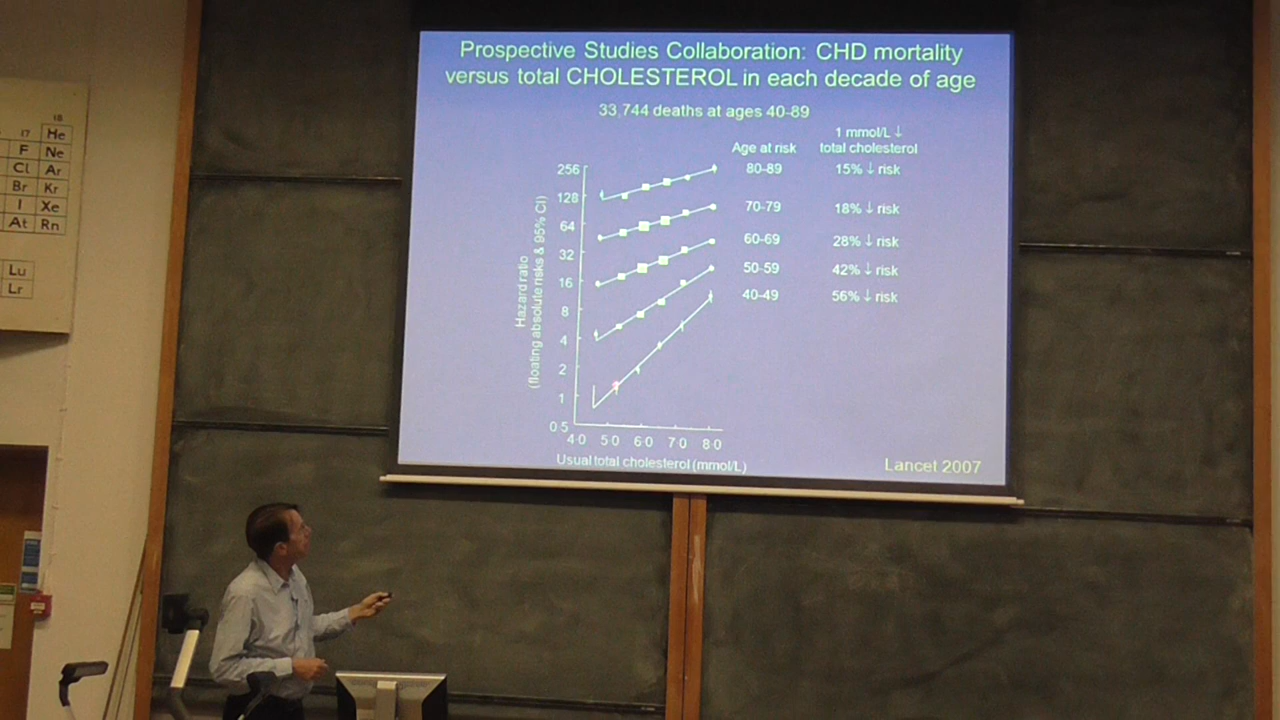 Prospective Studies Collaboration: CHD mortality
versus total CHOLESTEROL in each decade of age
33,744 deaths at ages 40-89
1 mmol/L ↓
Age at risk total cholesterol
256 80-89 15% ↓ risk
128
70-79 18% ↓ risk
64
60-69 28% ↓ risk
32
50-59 42% ↓ risk
16
40-49 56% ↓ risk
8
4
2
1
0·5
Hazard ratio
(floating absolute risks & 95% CI)
4·0 5·0 6·0 7·0 8·0
Usual total cholesterol (mmol/L)
Lancet 2007
18
17 He
F Ne
Cl Ar
Br Kr
I Xe
At Rn
Lu
Lr